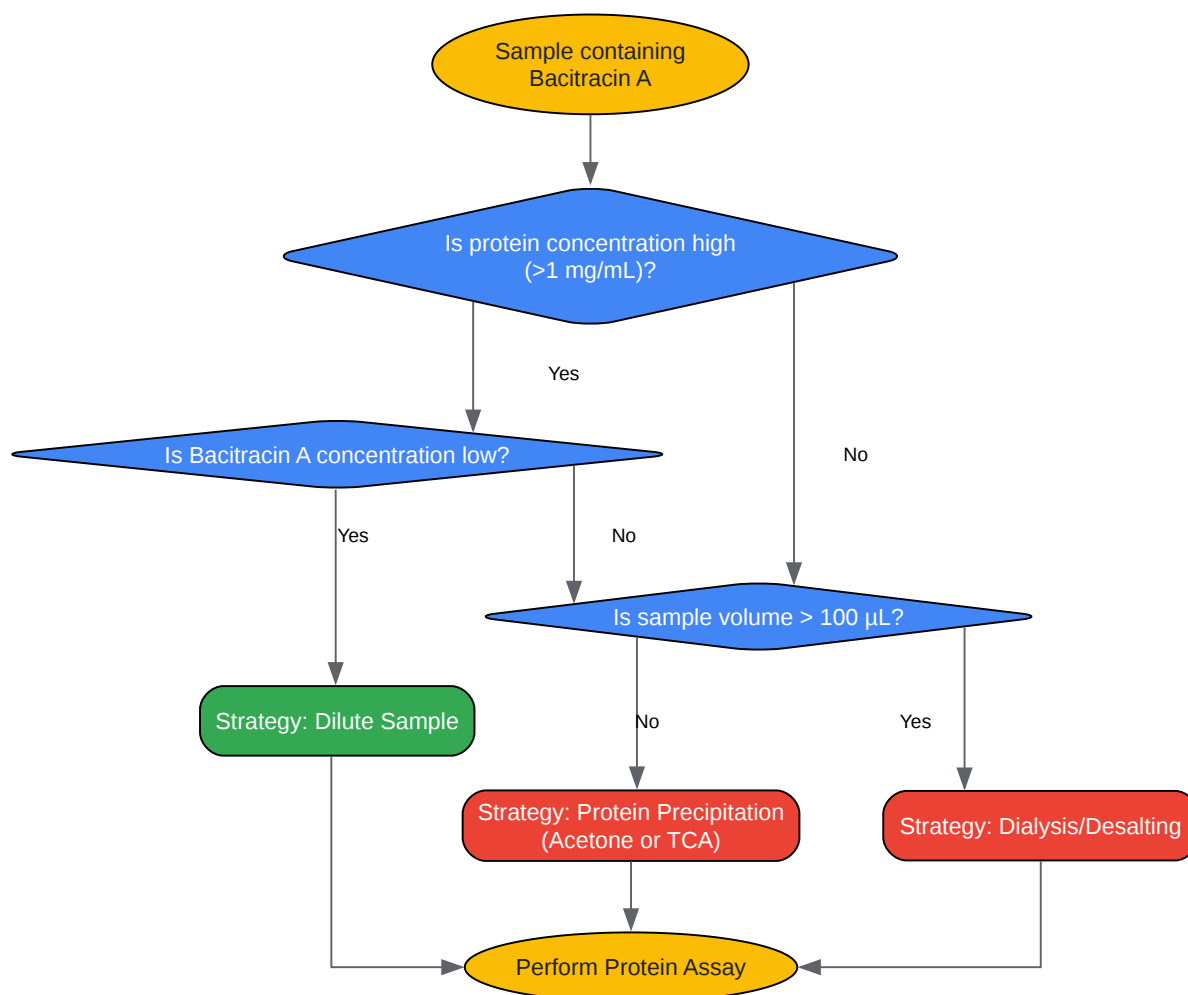 Sample containing
Bacitracin A
Is protein concentration high
(>1 mg/mL)?
Yes
Is Bacitracin A concentration low?
No
Yes
No
Is sample volume > 100 µL?
Strategy: Dilute Sample
No
Yes
Strategy: Protein Precipitation
(Acetone or TCA)
Strategy: Dialysis/Desalting
Perform Protein Assay